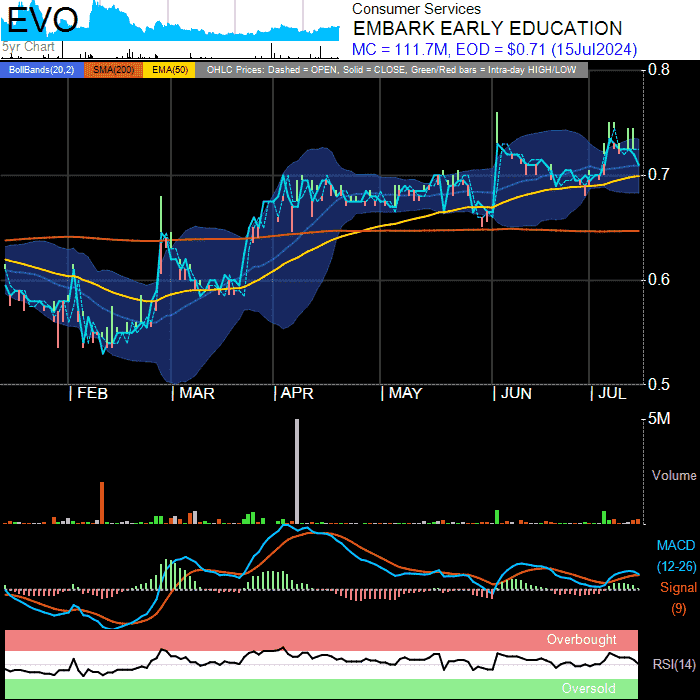 EVO
5yr Chart
Consumer Services
EMBARK EARLY EDUCATION
MC = 111.7M, EOD = $0.71 (15Jul2024)
BollBands(20,2) SMA(200) EMA(50) OHLC Prices: Dashed = OPEN, Solid = CLOSE, Green/Red bars = Intra-day HIGH/LOW
0.8
0.7
0.6
0.5
| FEB | MAR | APR | MAY | JUN | JUL
5M
Volume
MACD
(12-26)
Signal
(9)
Overbought
RSI(14)
Oversold